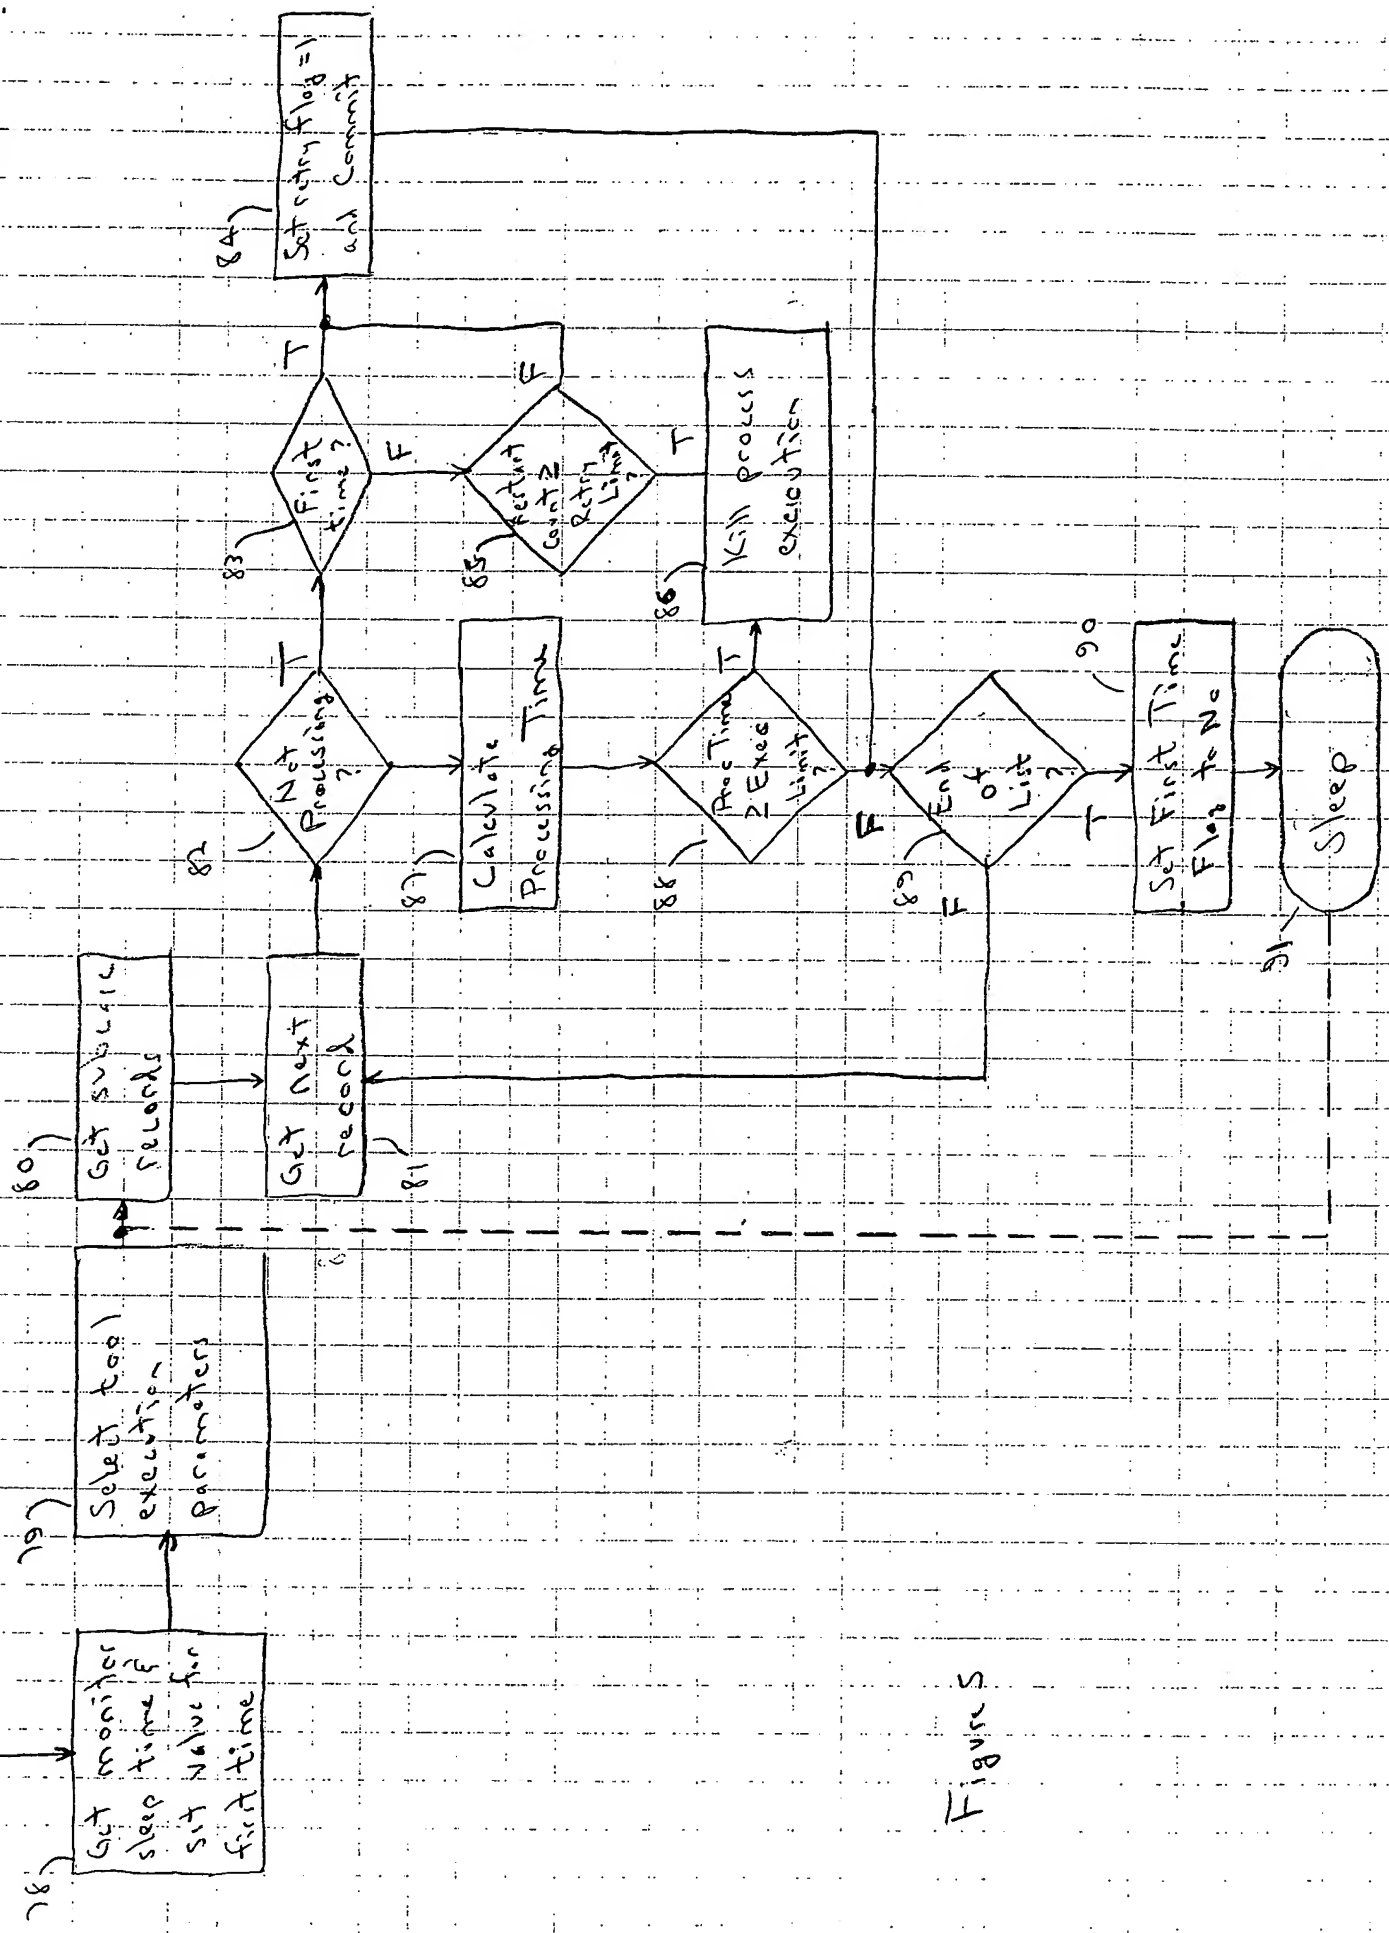 78
Get monitor
sleep time &
set value for
first time
79
Select tool
execution
parameters
80
Get subcalc
records
81
Get next
record
82
Not
Processing
?
T
83
First
time?
T
F
84
Set retry flag=1
and Commit
85
Restart
count ≥
Retry
Limit
?
F
T
86
Kill process
execution
87
Calculate
Processing Time
88
Proc Time
≥ Exec
Limit
?
T
F
89
End
of
List
?
F
T
90
Set First Time
Flag to No
91
Sleep
Figure 5